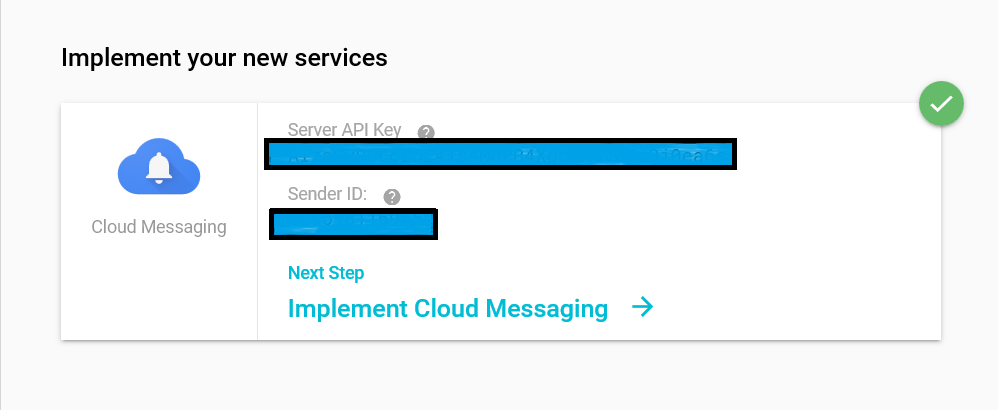 Implement your new services
Server API Key ?
Sender ID: ?
Cloud Messaging
Next Step
Implement Cloud Messaging →